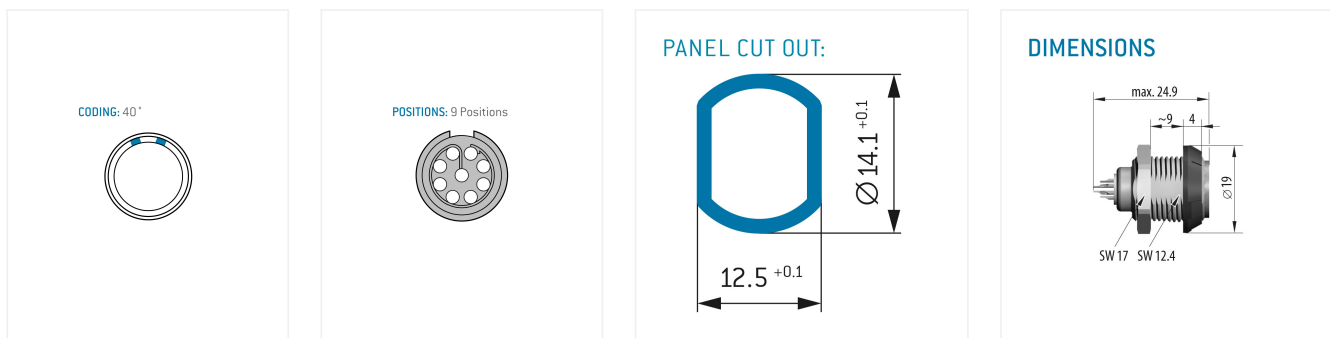 CODING: 40°
POSITIONS: 9 Positions
PANEL CUT OUT:
Ø 14.1 +0.1
12.5 +0.1
DIMENSIONS
max. 24.9
~9 4
Ø 19
SW 17 SW 12.4